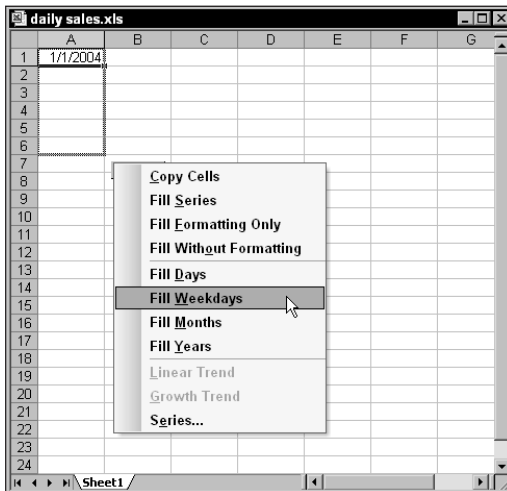 daily sales.xls
A B C D E F G
1 1/1/2004
2
3
4
5
6
7
8
9
10
11
12
13
14
15
16
17
18
19
20
21
22
23
24
Copy Cells
Fill Series
Fill Formatting Only
Fill Without Formatting
Fill Days
Fill Weekdays
Fill Months
Fill Years
Linear Trend
Growth Trend
Series...
Sheet1